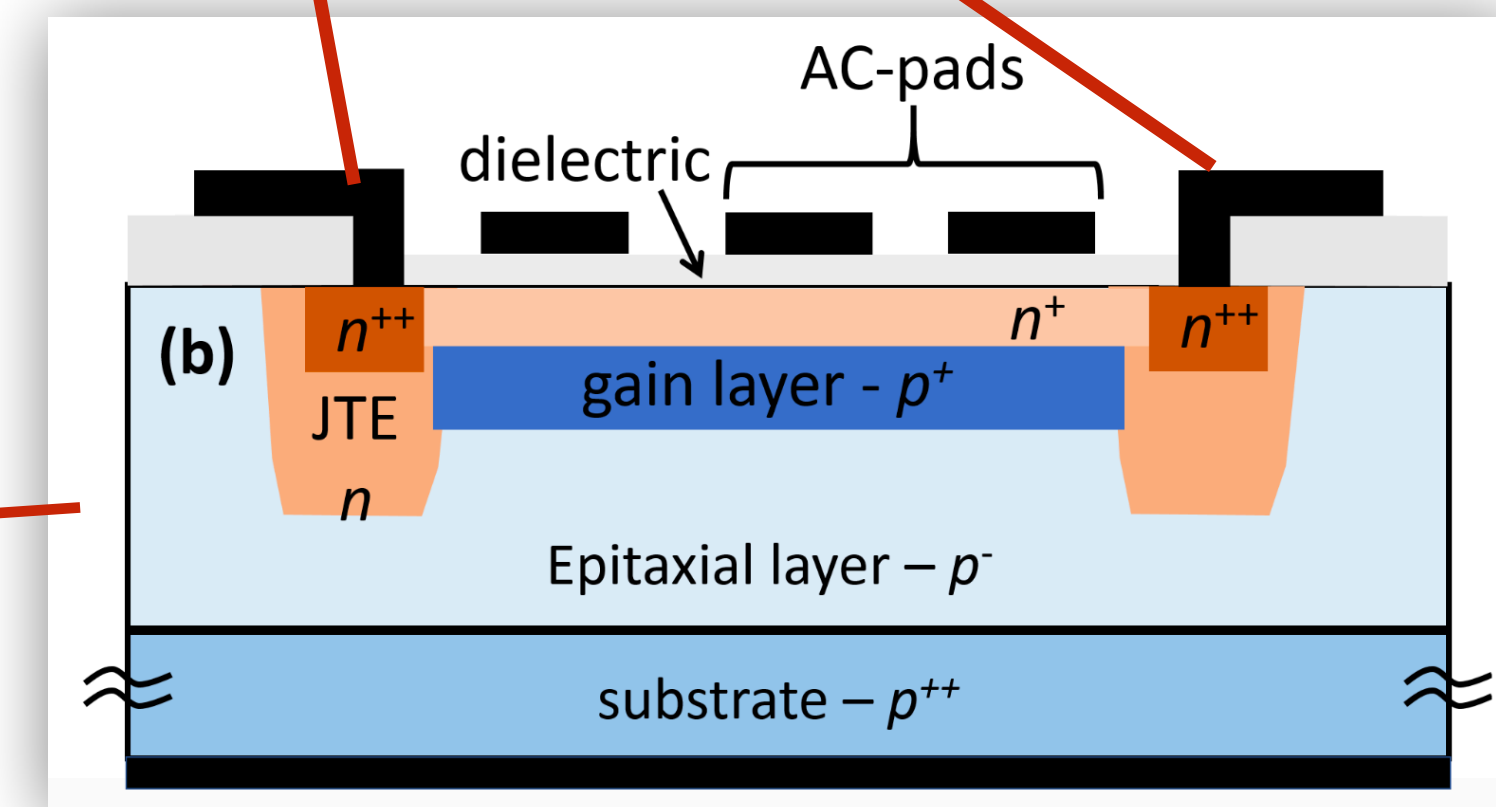 AC-pads
dielectric
(b)
n⁺⁺
n⁺
n⁺⁺
gain layer - p⁺
JTE
n
Epitaxial layer – p⁻
substrate – p⁺⁺